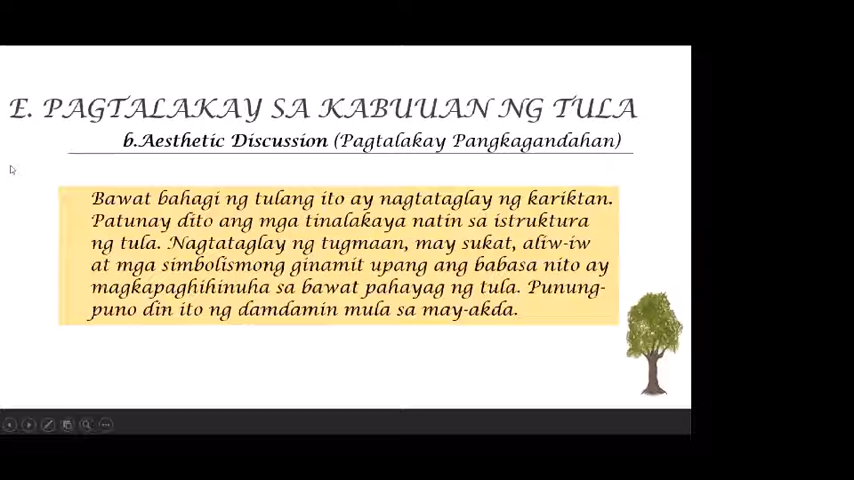 E. PAGTALAKAY SA KABUUAN NG TULA
b.Aesthetic Discussion (Pagtalakay Pangkagandahan)
Bawat bahagi ng tulang ito ay nagtataglay ng kariktan.
Patunay dito ang mga tinalakaya natin sa istruktura
ng tula. Nagtataglay ng tugmaan, may sukat, aliw-iw
at mga simbolismong ginamit upang ang babasa nito ay
magkapaghihinuha sa bawat pahayag ng tula. Punung-
puno din ito ng damdamin mula sa may-akda.